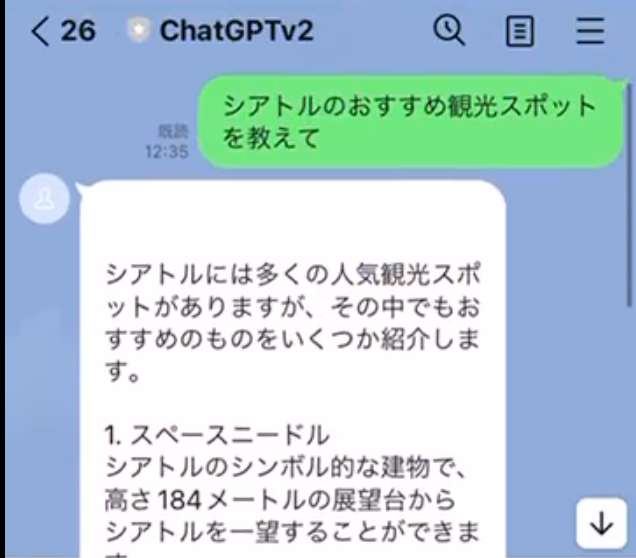 26 ChatGPTv2
シアトルのおすすめ観光スポット
を教えて
既読
12:35
シアトルには多くの人気観光スポ
ットがありますが、その中でもお
すすめのものをいくつか紹介しま
す。
1. スペースニードル
シアトルのシンボル的な建物で、
高さ184メートルの展望台から
シアトルを一望することができま